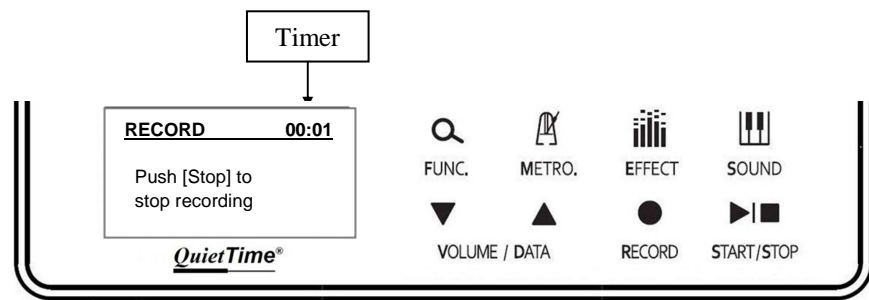 Timer
RECORD 00:01
Push [Stop] to
stop recording
QuietTime®
FUNC. METRO. EFFECT SOUND
VOLUME / DATA RECORD START/STOP